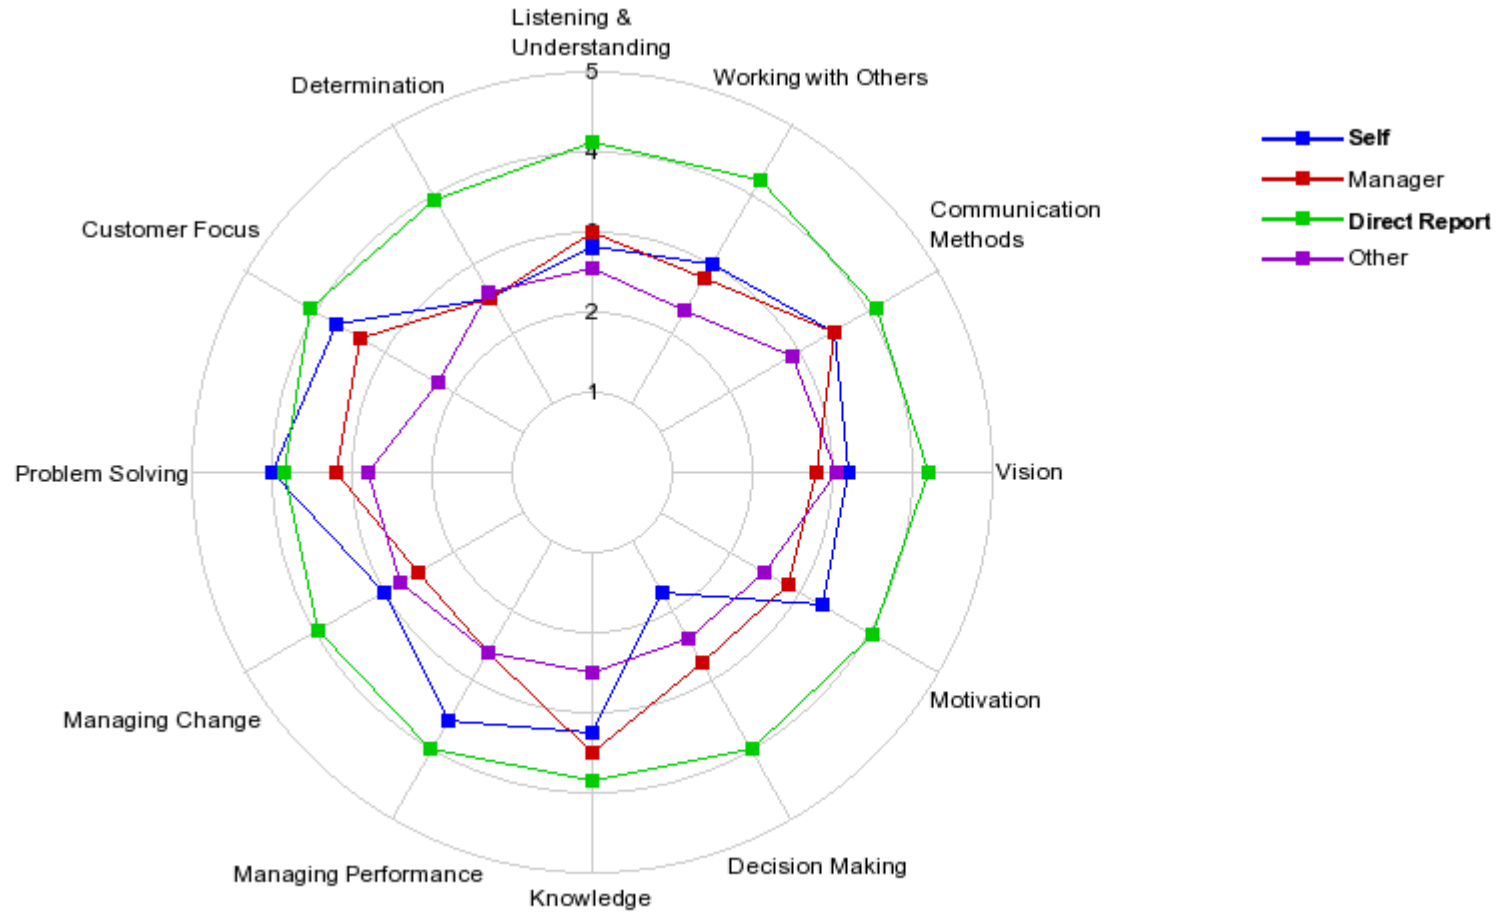 Listening &
Understanding
Working with Others
Determination
Communication
Methods
Customer Focus
Vision
Problem Solving
Motivation
Managing Change
Decision Making
Managing Performance
Knowledge
5
4
3
2
1
Self
Manager
Direct Report
Other